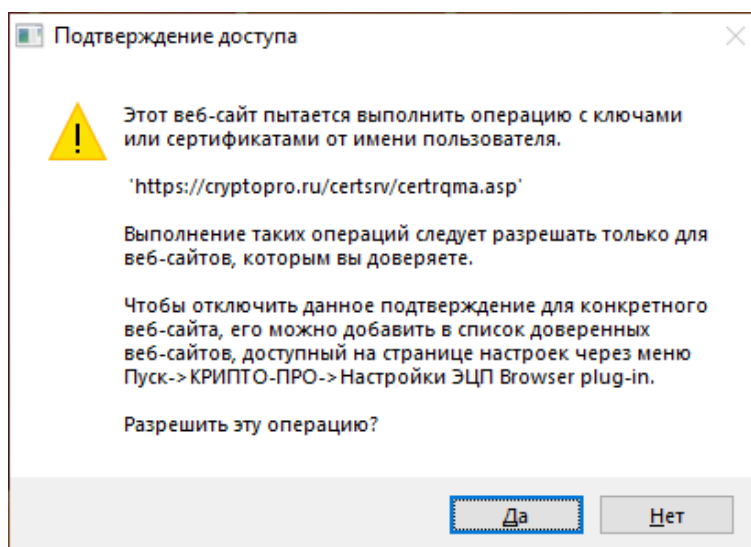 Подтверждение доступа
Этот веб-сайт пытается выполнить операцию с ключами
или сертификатами от имени пользователя.
'https://cryptopro.ru/certsrv/certrqma.asp'
Выполнение таких операций следует разрешать только для
веб-сайтов, которым вы доверяете.
Чтобы отключить данное подтверждение для конкретного
веб-сайта, его можно добавить в список доверенных
веб-сайтов, доступный на странице настроек через меню
Пуск->КРИПТО-ПРО->Настройки ЭЦП Browser plug-in.
Разрешить эту операцию?
Да
Нет